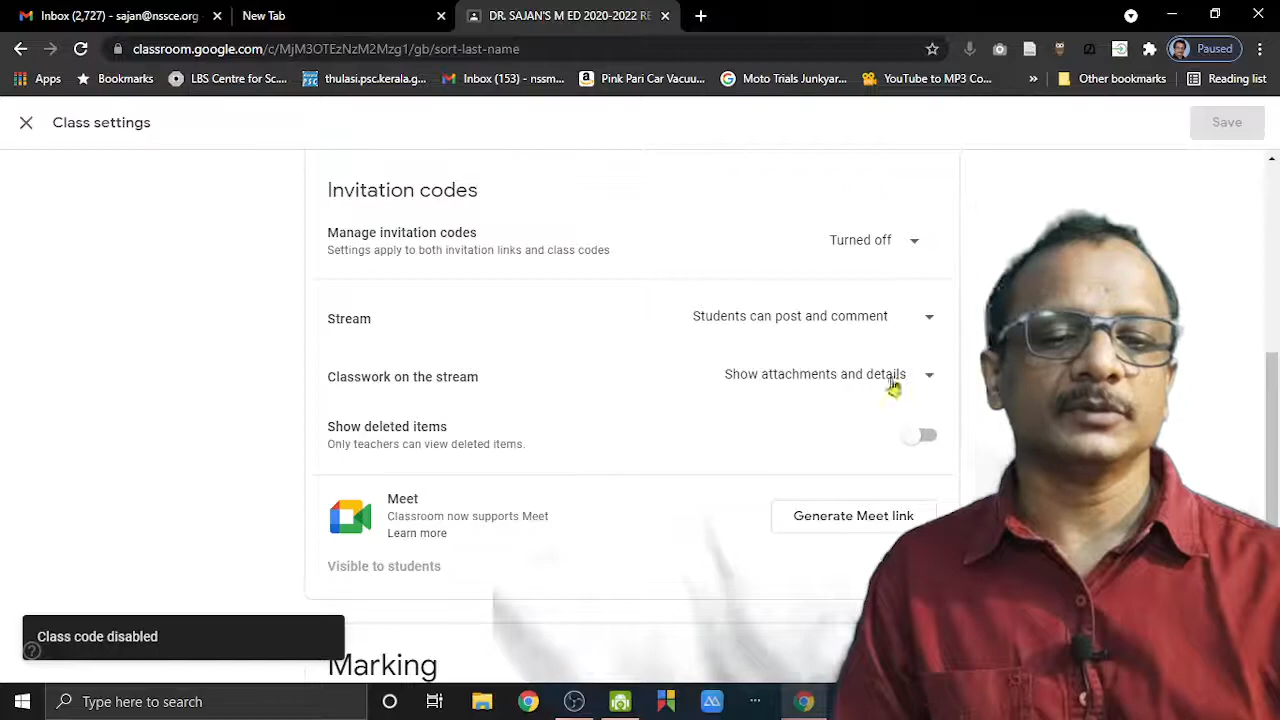 Inbox (2,727) - sajan@nssce.org
New Tab
DR. SAJAN'S M ED 2020-2022 RE
classroom.google.com/c/MjM3OTEzNzM2Mzg1/gb/sort-last-name
Paused
Apps
Bookmarks
LBS Centre for Sc...
thulasi.psc.kerala.g...
Inbox (153) - nssm...
Pink Pari Car Vacuu...
Moto Trials Junkyar...
YouTube to MP3 Co...
Other bookmarks
Reading list
Class settings
Save
Invitation codes
Manage invitation codes
Turned off
Settings apply to both invitation links and class codes
Stream
Students can post and comment
Classwork on the stream
Show attachments and details
Show deleted items
Only teachers can view deleted items.
Meet
Classroom now supports Meet
Generate Meet link
Learn more
Visible to students
Class code disabled
Marking
Type here to search